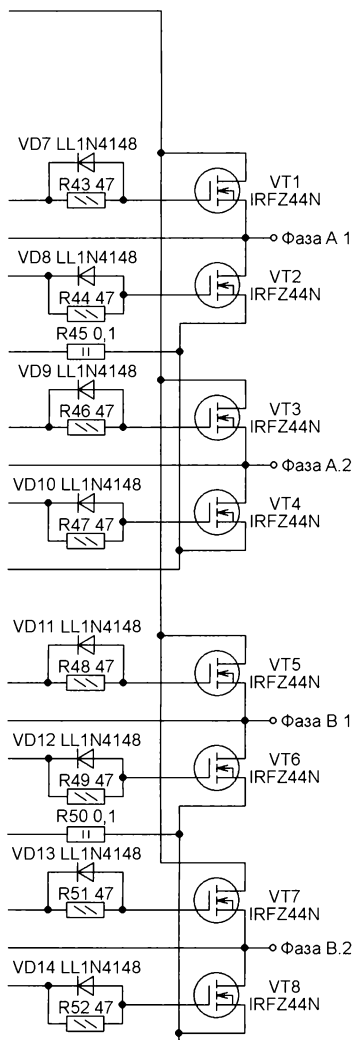 VD7 LL1N4148
R43 47
VT1
IRFZ44N
Фаза А 1
VD8 LL1N4148
R44 47
VT2
IRFZ44N
R45 0,1
VD9 LL1N4148
R46 47
VT3
IRFZ44N
Фаза А.2
VD10 LL1N4148
R47 47
VT4
IRFZ44N
VD11 LL1N4148
R48 47
VT5
IRFZ44N
Фаза В 1
VD12 LL1N4148
R49 47
VT6
IRFZ44N
R50 0,1
VD13 LL1N4148
R51 47
VT7
IRFZ44N
Фаза В.2
VD14 LL1N4148
R52 47
VT8
IRFZ44N